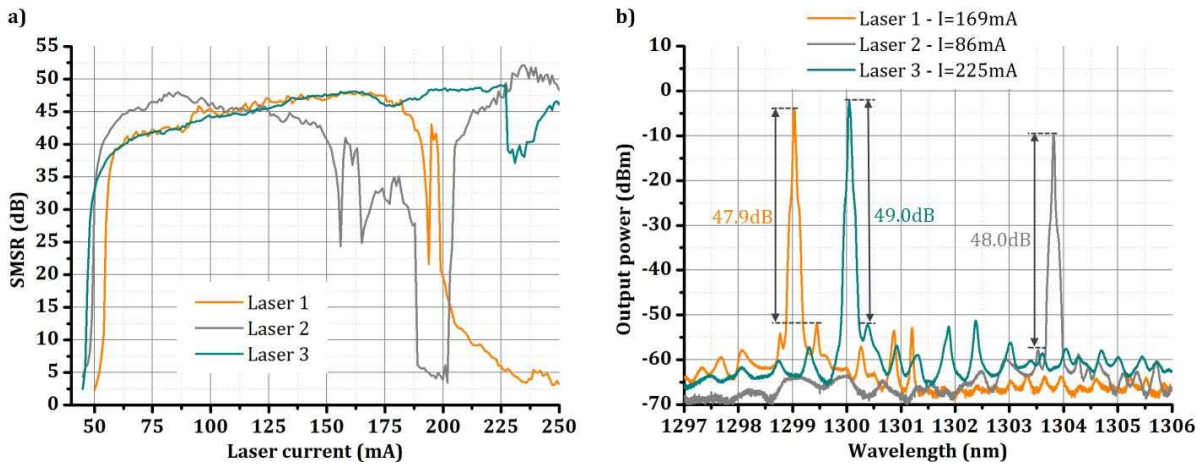 a)
55
50
45
40
35
30
25
20
15
10
5
0
SMSR (dB)
Laser 1
Laser 2
Laser 3
50 75 100 125 150 175 200 225 250
Laser current (mA)
b)
Laser 1 - I=169mA
Laser 2 - I=86mA
Laser 3 - I=225mA
10
0
-10
-20
-30
-40
-50
-60
-70
Output power (dBm)
47.9dB
49.0dB
48.0dB
1297 1298 1299 1300 1301 1302 1303 1304 1305 1306
Wavelength (nm)